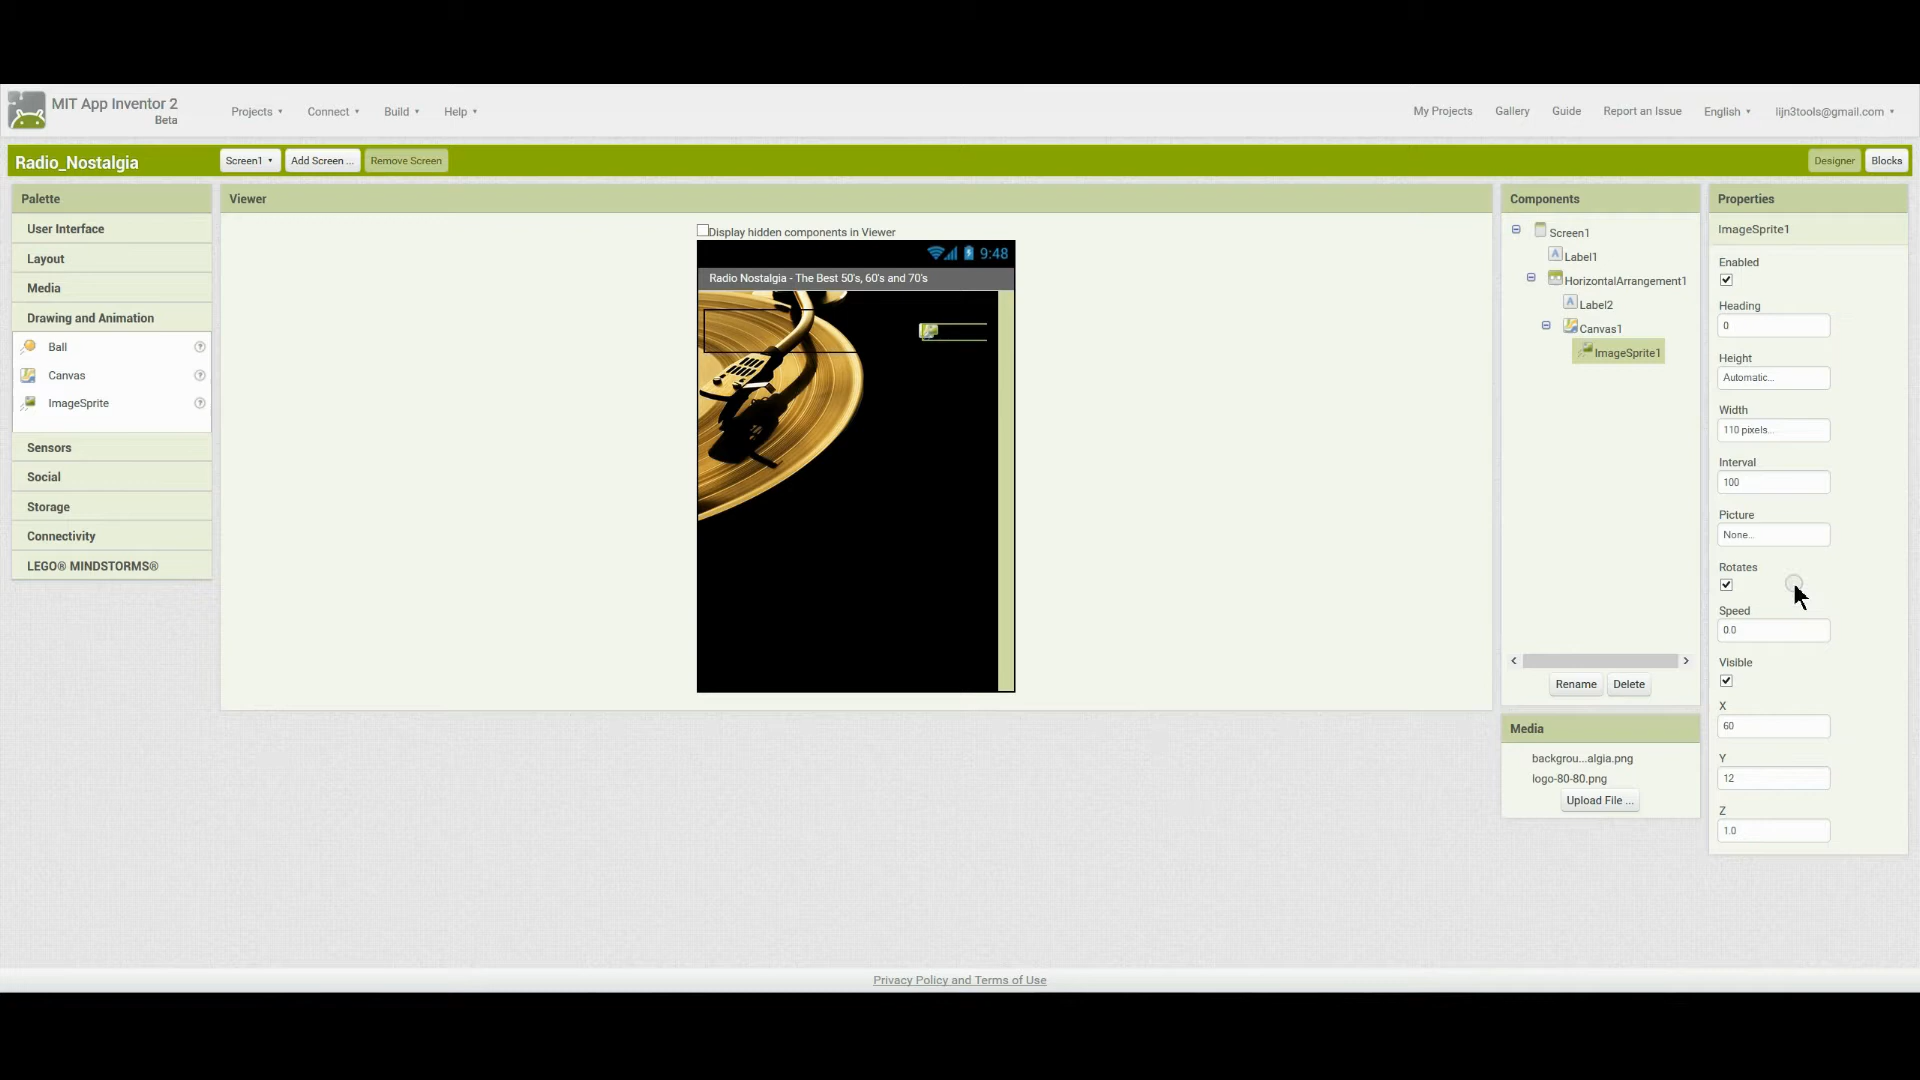 MIT App Inventor 2
Beta
Projects
Connect
Build
Help
My Projects
Gallery
Guide
Report an Issue
English
lijn3tools@gmail.com
Radio_Nostalgia
Screen1
Add Screen ...
Remove Screen
Designer
Blocks
Palette
User Interface
Layout
Media
Drawing and Animation
Ball
Canvas
ImageSprite
Sensors
Social
Storage
Connectivity
LEGO® MINDSTORMS®
Viewer
Display hidden components in Viewer
9:48
Radio Nostalgia - The Best 50's, 60's and 70's
Components
Screen1
Label1
HorizontalArrangement1
Label2
Canvas1
ImageSprite1
Rename
Delete
Media
backgrou...algia.png
logo-80-80.png
Upload File ...
Properties
ImageSprite1
Enabled
Heading
0
Height
Automatic...
Width
110 pixels...
Interval
100
Picture
None...
Rotates
Speed
0.0
Visible
X
60
Y
12
Z
1.0
Privacy Policy and Terms of Use